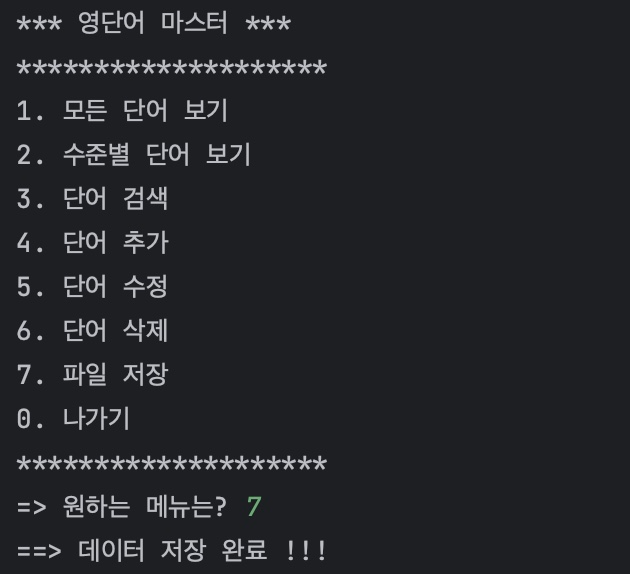 *** 영단어 마스터 ***
********************
1. 모든 단어 보기
2. 수준별 단어 보기
3. 단어 검색
4. 단어 추가
5. 단어 수정
6. 단어 삭제
7. 파일 저장
0. 나가기
********************
=> 원하는 메뉴는? 7
==> 데이터 저장 완료 !!!